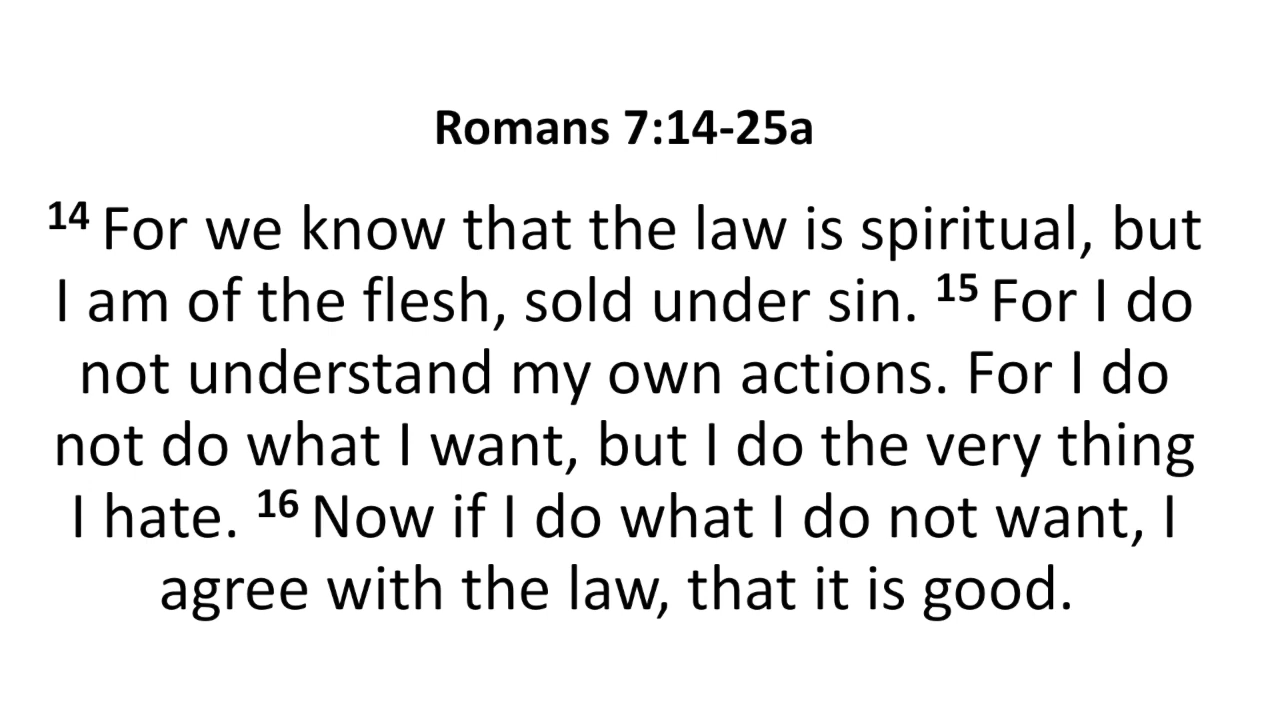 Romans 7:14-25a
14 For we know that the law is spiritual, but
I am of the flesh, sold under sin. 15 For I do
not understand my own actions. For I do
not do what I want, but I do the very thing
I hate. 16 Now if I do what I do not want, I
agree with the law, that it is good.